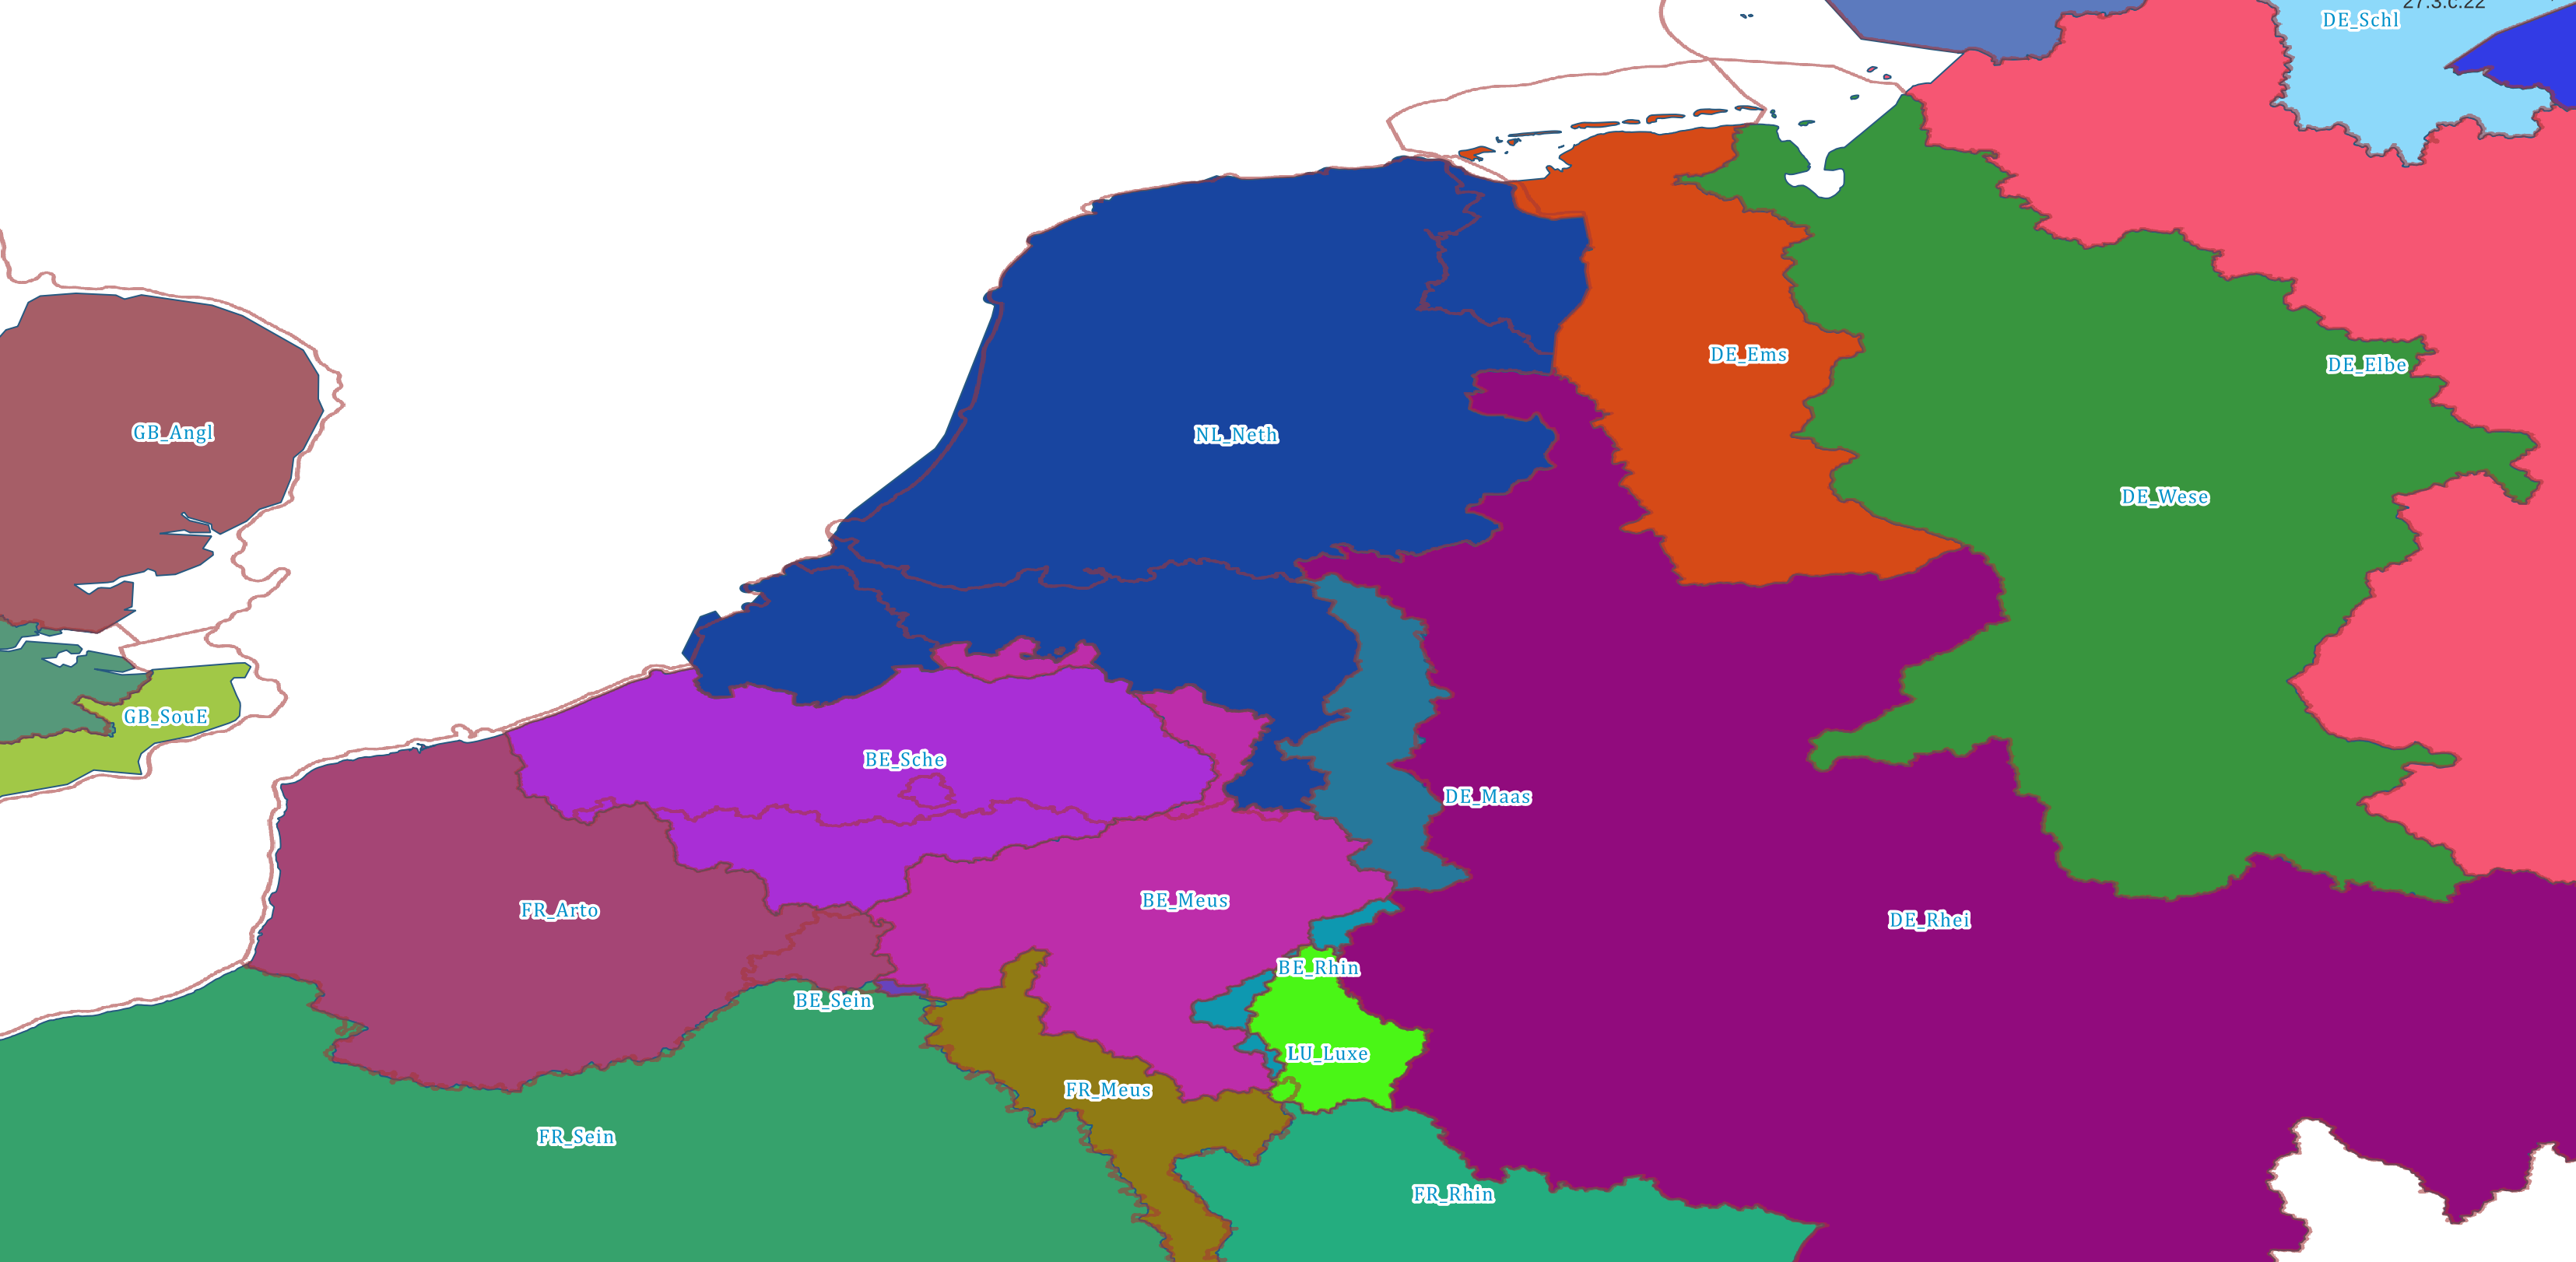 27.3.c.22
DE_Schl
DE_Ems
DE_Elbe
GB_Angl
NL_Neth
DE_Wese
GB_SouE
BE_Sche
DE_Maas
BE_Meus
FR_Arto
DE_Rhei
BE_Rhin
BE_Sein
LU_Luxe
FR_Meus
FR_Sein
FR_Rhin